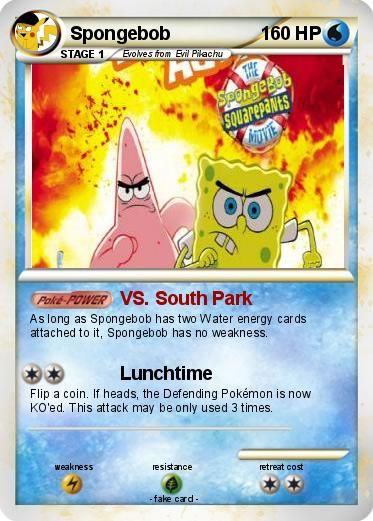 Spongebob
160 HP
STAGE 1
Evolves from Evil Pikachu
THE
SpongeBob
SQUAREPANTS
MOVIE
Poké-POWER
VS. South Park
As long as Spongebob has two Water energy cards
attached to it, Spongebob has no weakness.
Lunchtime
Flip a coin. If heads, the Defending Pokémon is now
KO'ed. This attack may be only used 3 times.
weakness
resistance
retreat cost
- fake card -